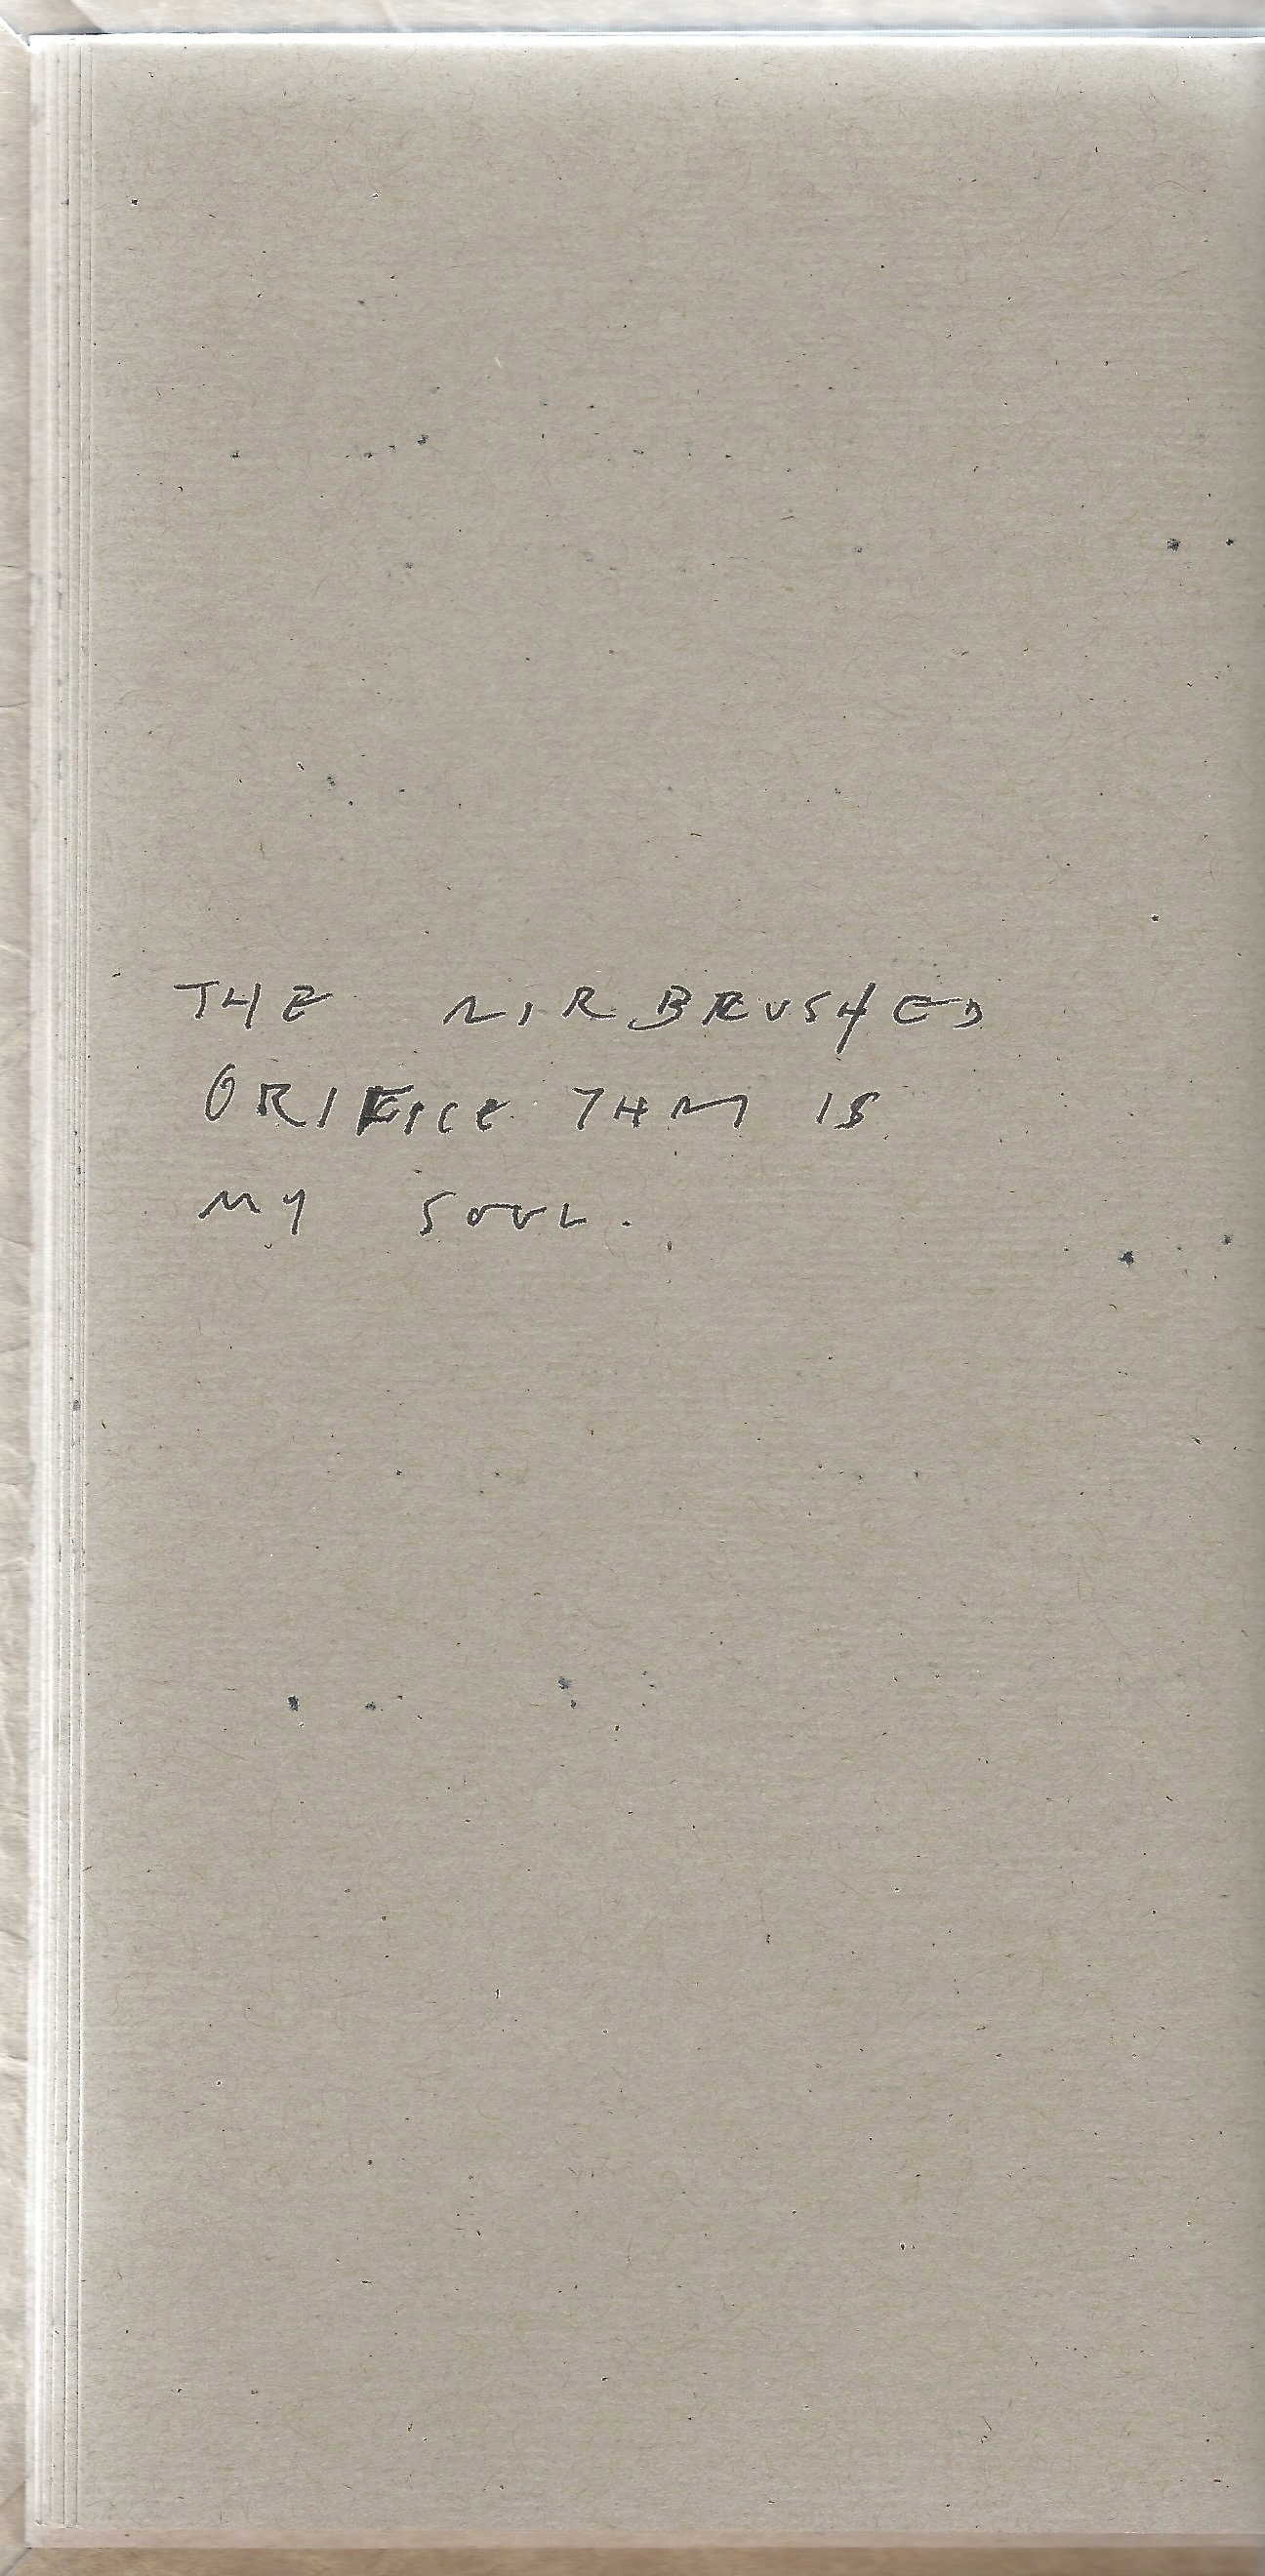 THE AIRBRUSHED
ORIFICE THAT IS
MY SOUL.